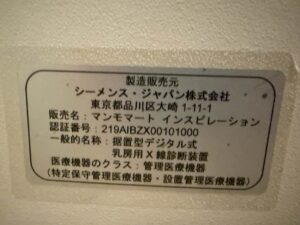 製造販売元
シーメンス・ジャパン株式会社
東京都品川区大崎 1-11-1
販売名：マンモマート インスピレーション
認証番号：219AIBZX00101000
一般的名称：据置型デジタル式
乳房用X線診断装置
医療機器のクラス：管理医療機器
(特定保守管理医療機器・設置管理医療機器)